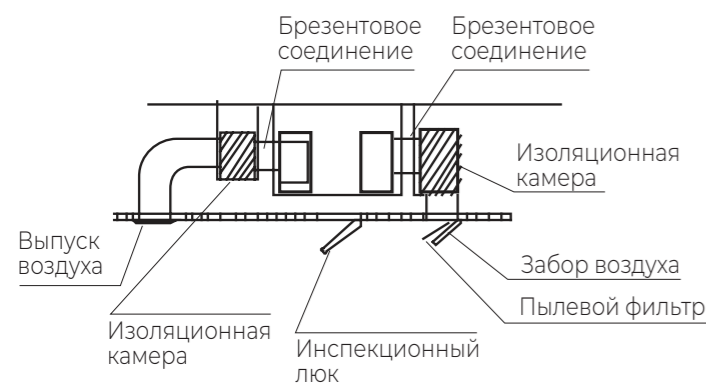 Брезентовое
соединение
Брезентовое
соединение
Изоляционная
камера
Выпуск
воздуха
Забор воздуха
Пылевой фильтр
Изоляционная
камера
Инспекционный
люк